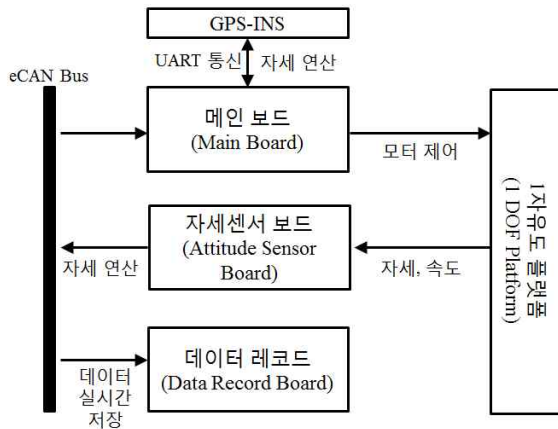 GPS-INS
UART 통신
자세 연산
eCAN Bus
메인 보드
(Main Board)
모터 제어
자세센서 보드
(Attitude Sensor
Board)
자세 연산
자세, 속도
1자유도 플랫폼
(1 DOF Platform)
데이터 레코드
(Data Record Board)
데이터
실시간
저장